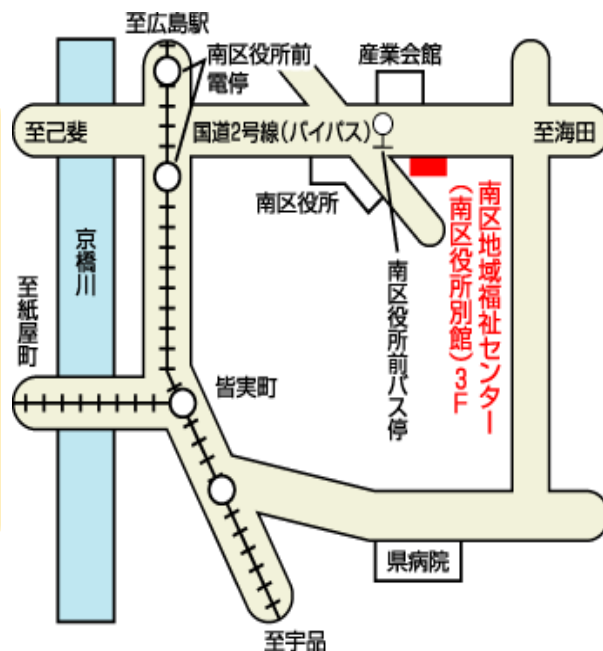 至広島駅
南区役所前
電停
産業会館
至己斐
国道2号線(バイパス)
至海田
南区役所
京橋川
至紙屋町
南区役所前バス停
南区地域福祉センター
(南区役所別館)3F
皆実町
県病院
至宇品